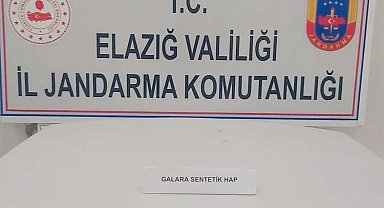 T.C.
ELAZIĞ VALİLİĞİ
İL JANDARMA KOMUTANLIĞI
JANDARMA
GALARA SENTETİK HAP